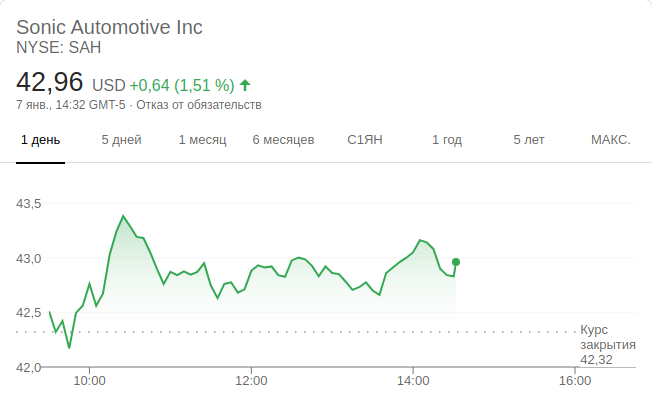 Sonic Automotive Inc
NYSE: SAH
42,96 USD +0,64 (1,51 %)
7 янв., 14:32 GMT-5 · Отказ от обязательств
1 день 5 дней 1 месяц 6 месяцев С1ЯН 1 год 5 лет МАКС.
43,5
43,0
42,5
Курс
закрытия
42,32
42,0
10:00 12:00 14:00 16:00